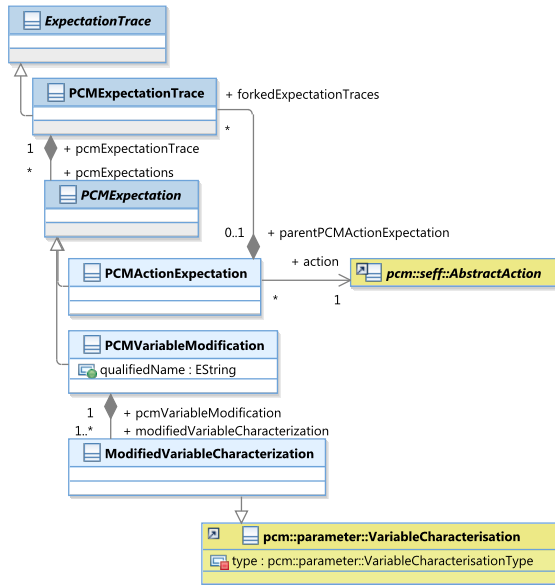 ExpectationTrace
PCMExpectationTrace
+ forkedExpectationTraces
*
1
+ pcmExpectationTrace
*
+ pcmExpectations
PCMExpectation
0..1
+ parentPCMActionExpectation
PCMActionExpectation
+ action
pcm::seff::AbstractAction
*
1
PCMVariableModification
qualifiedName : EString
1
+ pcmVariableModification
1..*
+ modifiedVariableCharacterization
ModifiedVariableCharacterization
pcm::parameter::VariableCharacterisation
type : pcm::parameter::VariableCharacterisationType